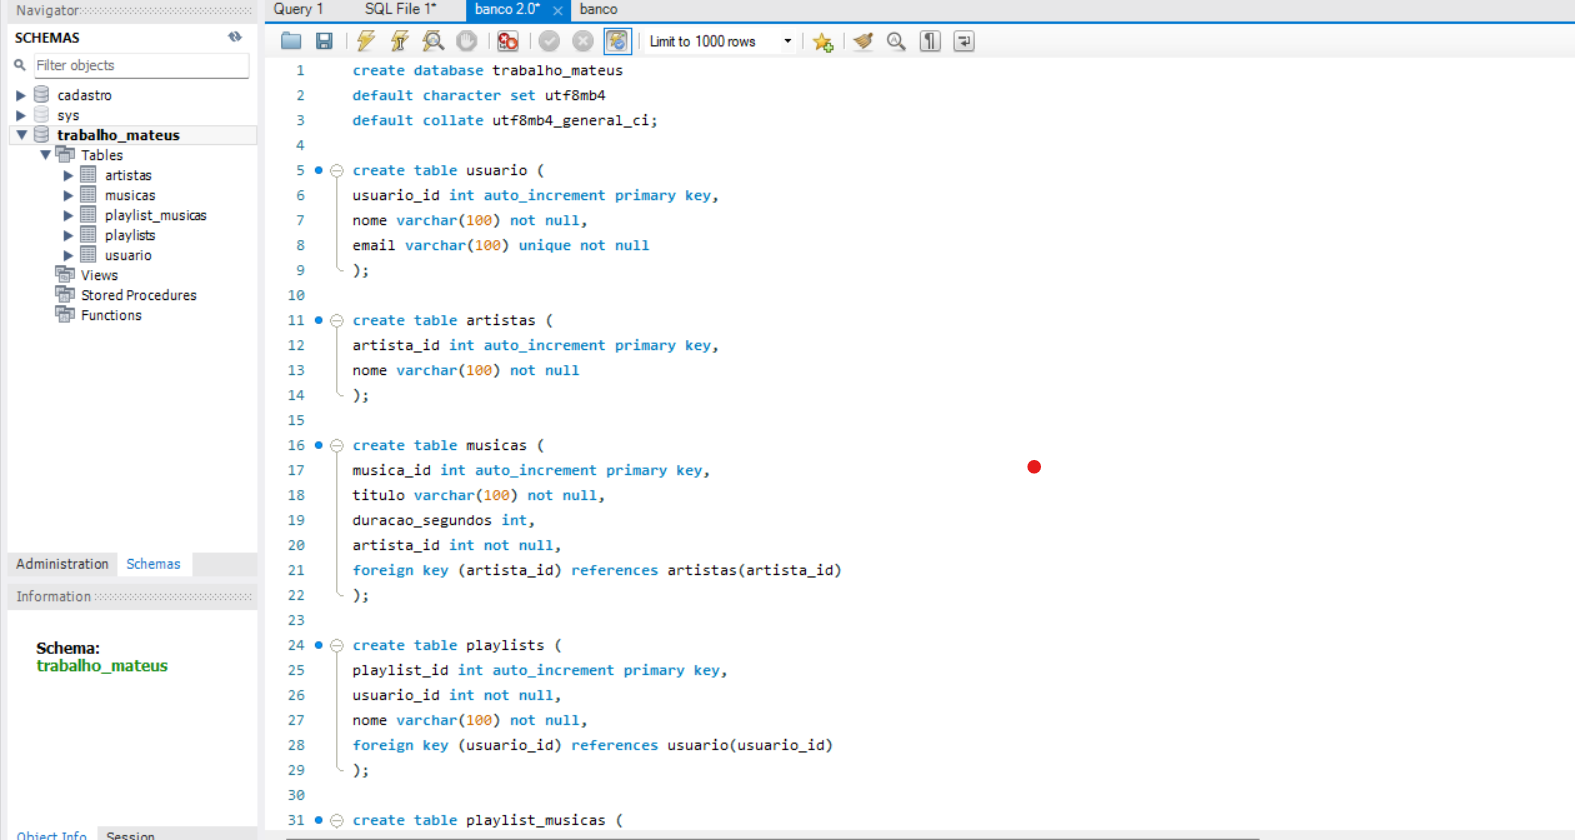 Navigator
SCHEMAS
Filter objects
cadastro
sys
trabalho_mateus
Tables
artistas
musicas
playlist_musicas
playlists
usuario
Views
Stored Procedures
Functions
Administration
Schemas
Information
Schema:
trabalho_mateus
Object Info
Session
Query 1
SQL File 1*
banco 2.0*
banco
Limit to 1000 rows
1 create database trabalho_mateus
2 default character set utf8mb4
3 default collate utf8mb4_general_ci;
4
5 create table usuario (
6 usuario_id int auto_increment primary key,
7 nome varchar(100) not null,
8 email varchar(100) unique not null
9 );
10
11 create table artistas (
12 artista_id int auto_increment primary key,
13 nome varchar(100) not null
14 );
15
16 create table musicas (
17 musica_id int auto_increment primary key,
18 titulo varchar(100) not null,
19 duracao_segundos int,
20 artista_id int not null,
21 foreign key (artista_id) references artistas(artista_id)
22 );
23
24 create table playlists (
25 playlist_id int auto_increment primary key,
26 usuario_id int not null,
27 nome varchar(100) not null,
28 foreign key (usuario_id) references usuario(usuario_id)
29 );
30
31 create table playlist_musicas (